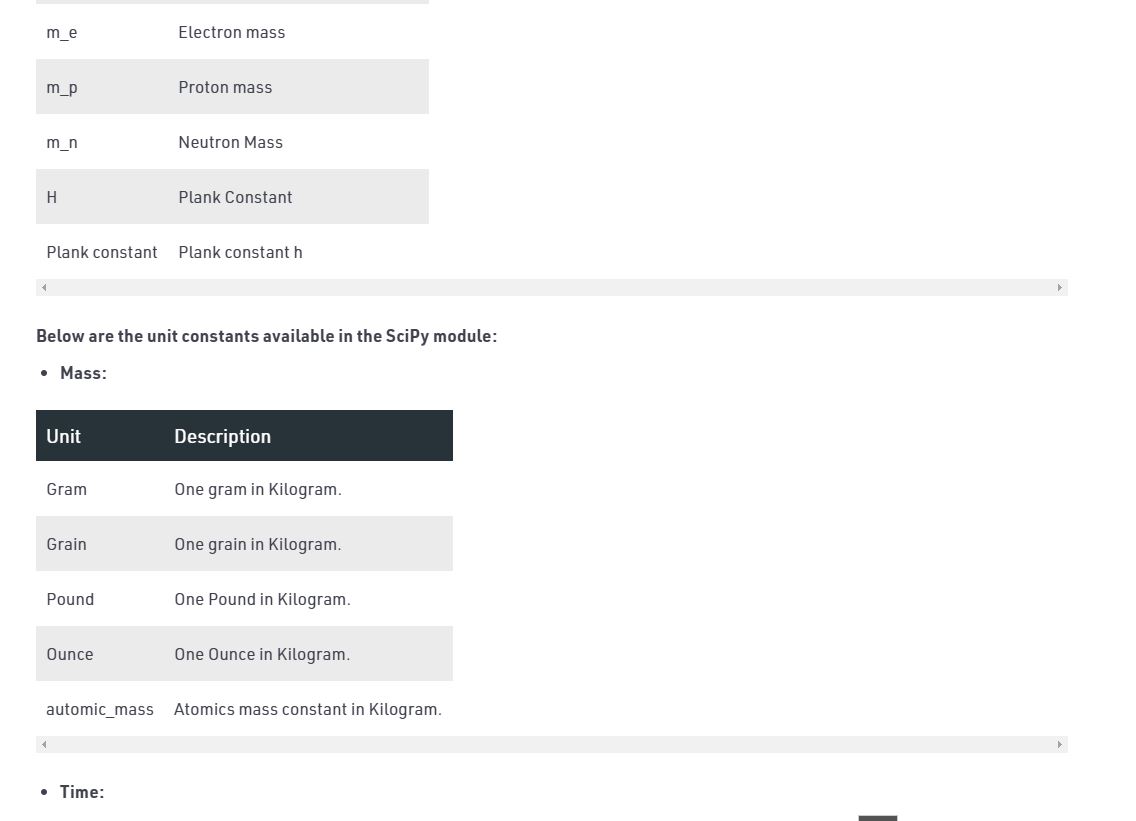 m_e Electron mass
m_p Proton mass
m_n Neutron Mass
H Plank Constant
Plank constant Plank constant h
Below are the unit constants available in the SciPy module:
• Mass:
Unit Description
Gram One gram in Kilogram.
Grain One grain in Kilogram.
Pound One Pound in Kilogram.
Ounce One Ounce in Kilogram.
automic_mass Atomics mass constant in Kilogram.
• Time: